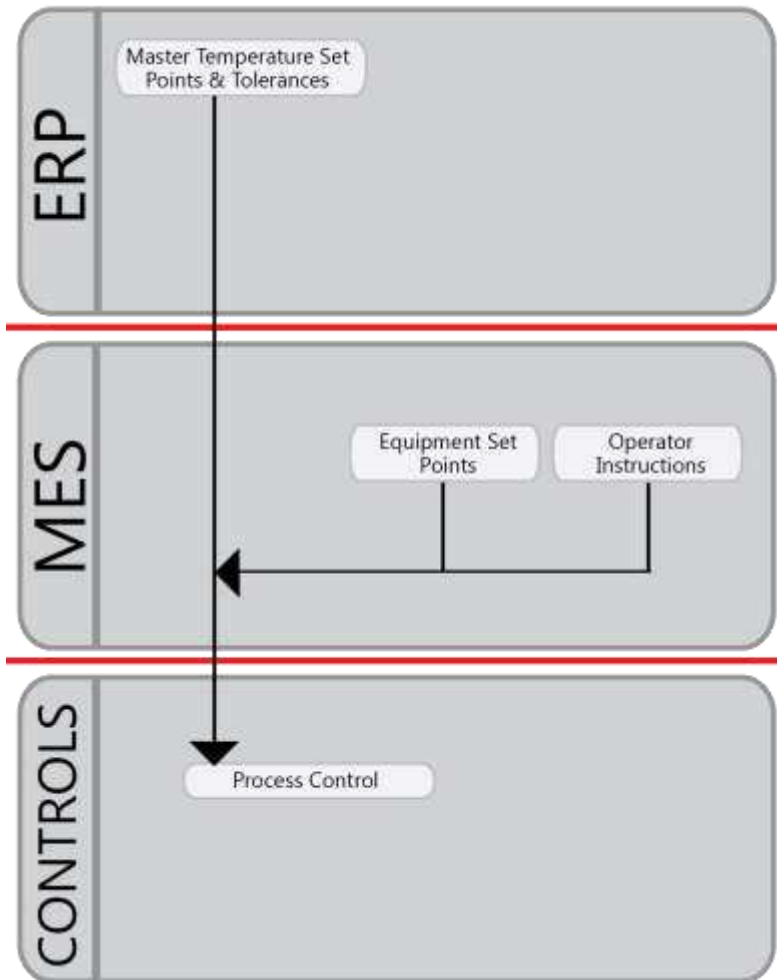 ERP
Master Temperature Set
Points & Tolerances
MES
Equipment Set
Points
Operator
Instructions
CONTROLS
Process Control